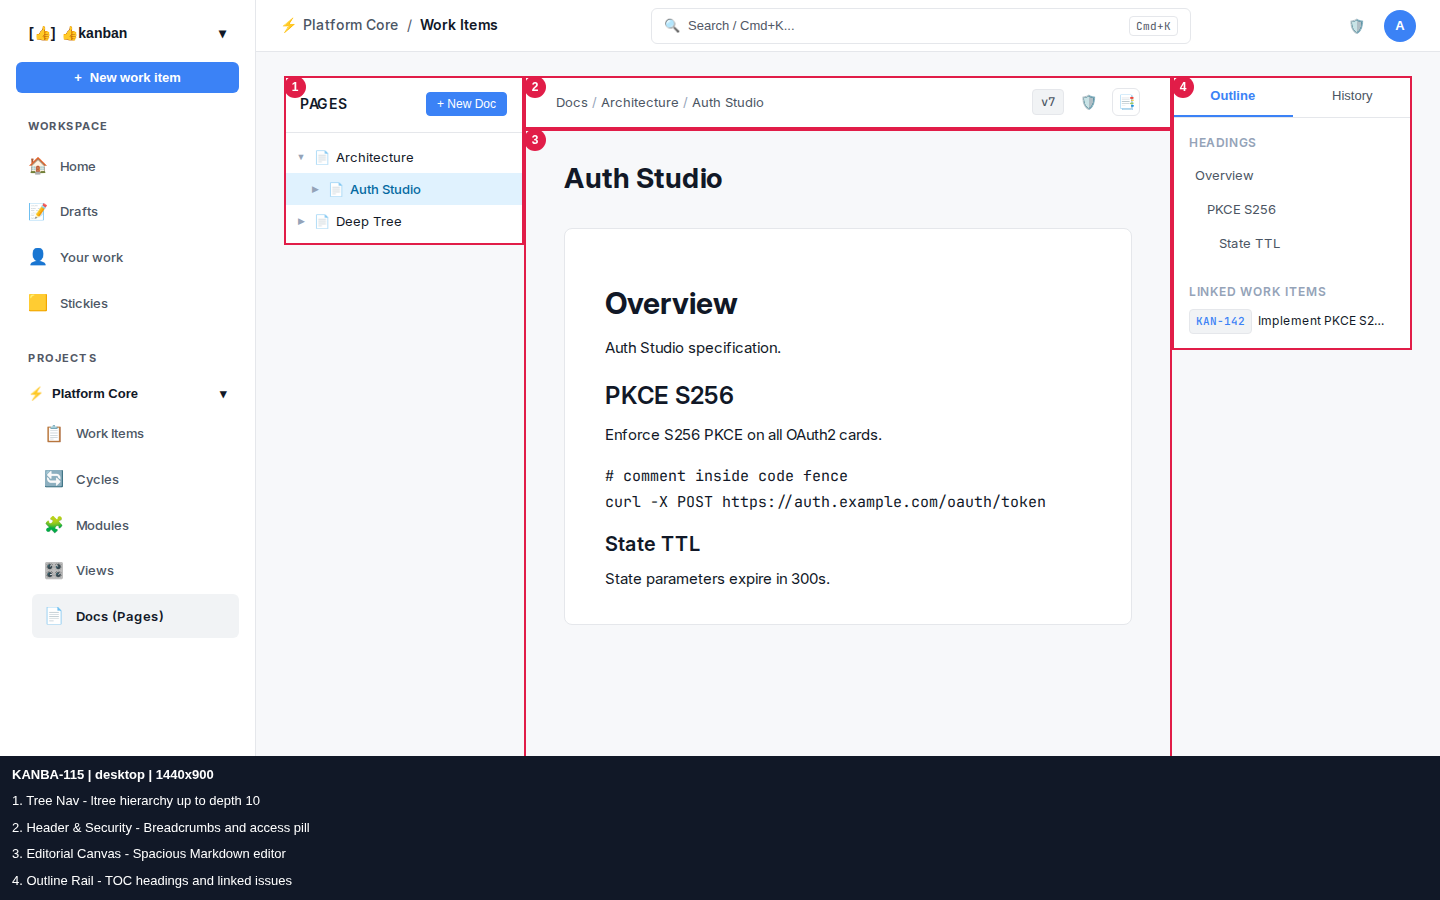 [👍] 👍kanban ▼
+ New work item
WORKSPACE
🏠 Home
📝 Drafts
👤 Your work
🟨 Stickies
PROJECTS
⚡ Platform Core ▼
📋 Work Items
🔄 Cycles
🧩 Modules
🎛️ Views
📄 Docs (Pages)
⚡ Platform Core / Work Items
🔍 Search / Cmd+K... Cmd+K
🛡️ A
1
PAGES + New Doc
▼ 📄 Architecture
▶ 📄 Auth Studio
▶ 📄 Deep Tree
2
Docs / Architecture / Auth Studio v7 🛡️ 📑
3
Auth Studio
Overview
Auth Studio specification.
PKCE S256
Enforce S256 PKCE on all OAuth2 cards.
# comment inside code fence
curl -X POST https://auth.example.com/oauth/token
State TTL
State parameters expire in 300s.
4
Outline History
HEADINGS
Overview
PKCE S256
State TTL
LINKED WORK ITEMS
KAN-142 Implement PKCE S2...
KANBA-115 | desktop | 1440x900
1. Tree Nav - ltree hierarchy up to depth 10
2. Header & Security - Breadcrumbs and access pill
3. Editorial Canvas - Spacious Markdown editor
4. Outline Rail - TOC headings and linked issues